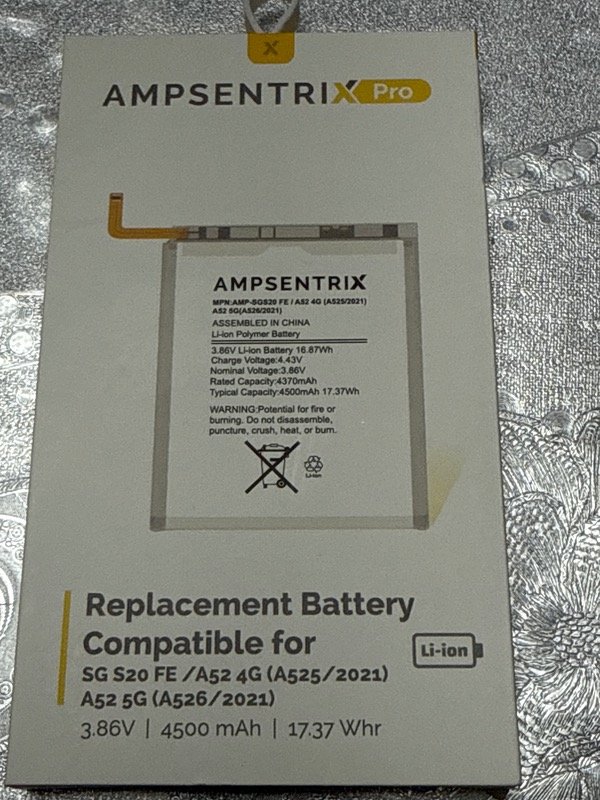 X
AMPSENTRIX Pro
AMPSENTRIX
MPN:AMP-SGS20 FE / A52 4G (A525/2021)
A52 5G(A526/2021)
ASSEMBLED IN CHINA
Li-ion Polymer Battery
3.86V Li-ion Battery 16.87Wh
Charge Voltage:4.43V
Nominal Voltage:3.86V
Rated Capacity:4370mAh
Typical Capacity:4500mAh 17.37Wh
WARNING:Potential for fire or
burning. Do not disassemble,
puncture, crush, heat, or burn.
Li-ion
Replacement Battery
Compatible for
Li-ion
SG S20 FE /A52 4G (A525/2021)
A52 5G (A526/2021)
3.86V | 4500 mAh | 17.37 Whr